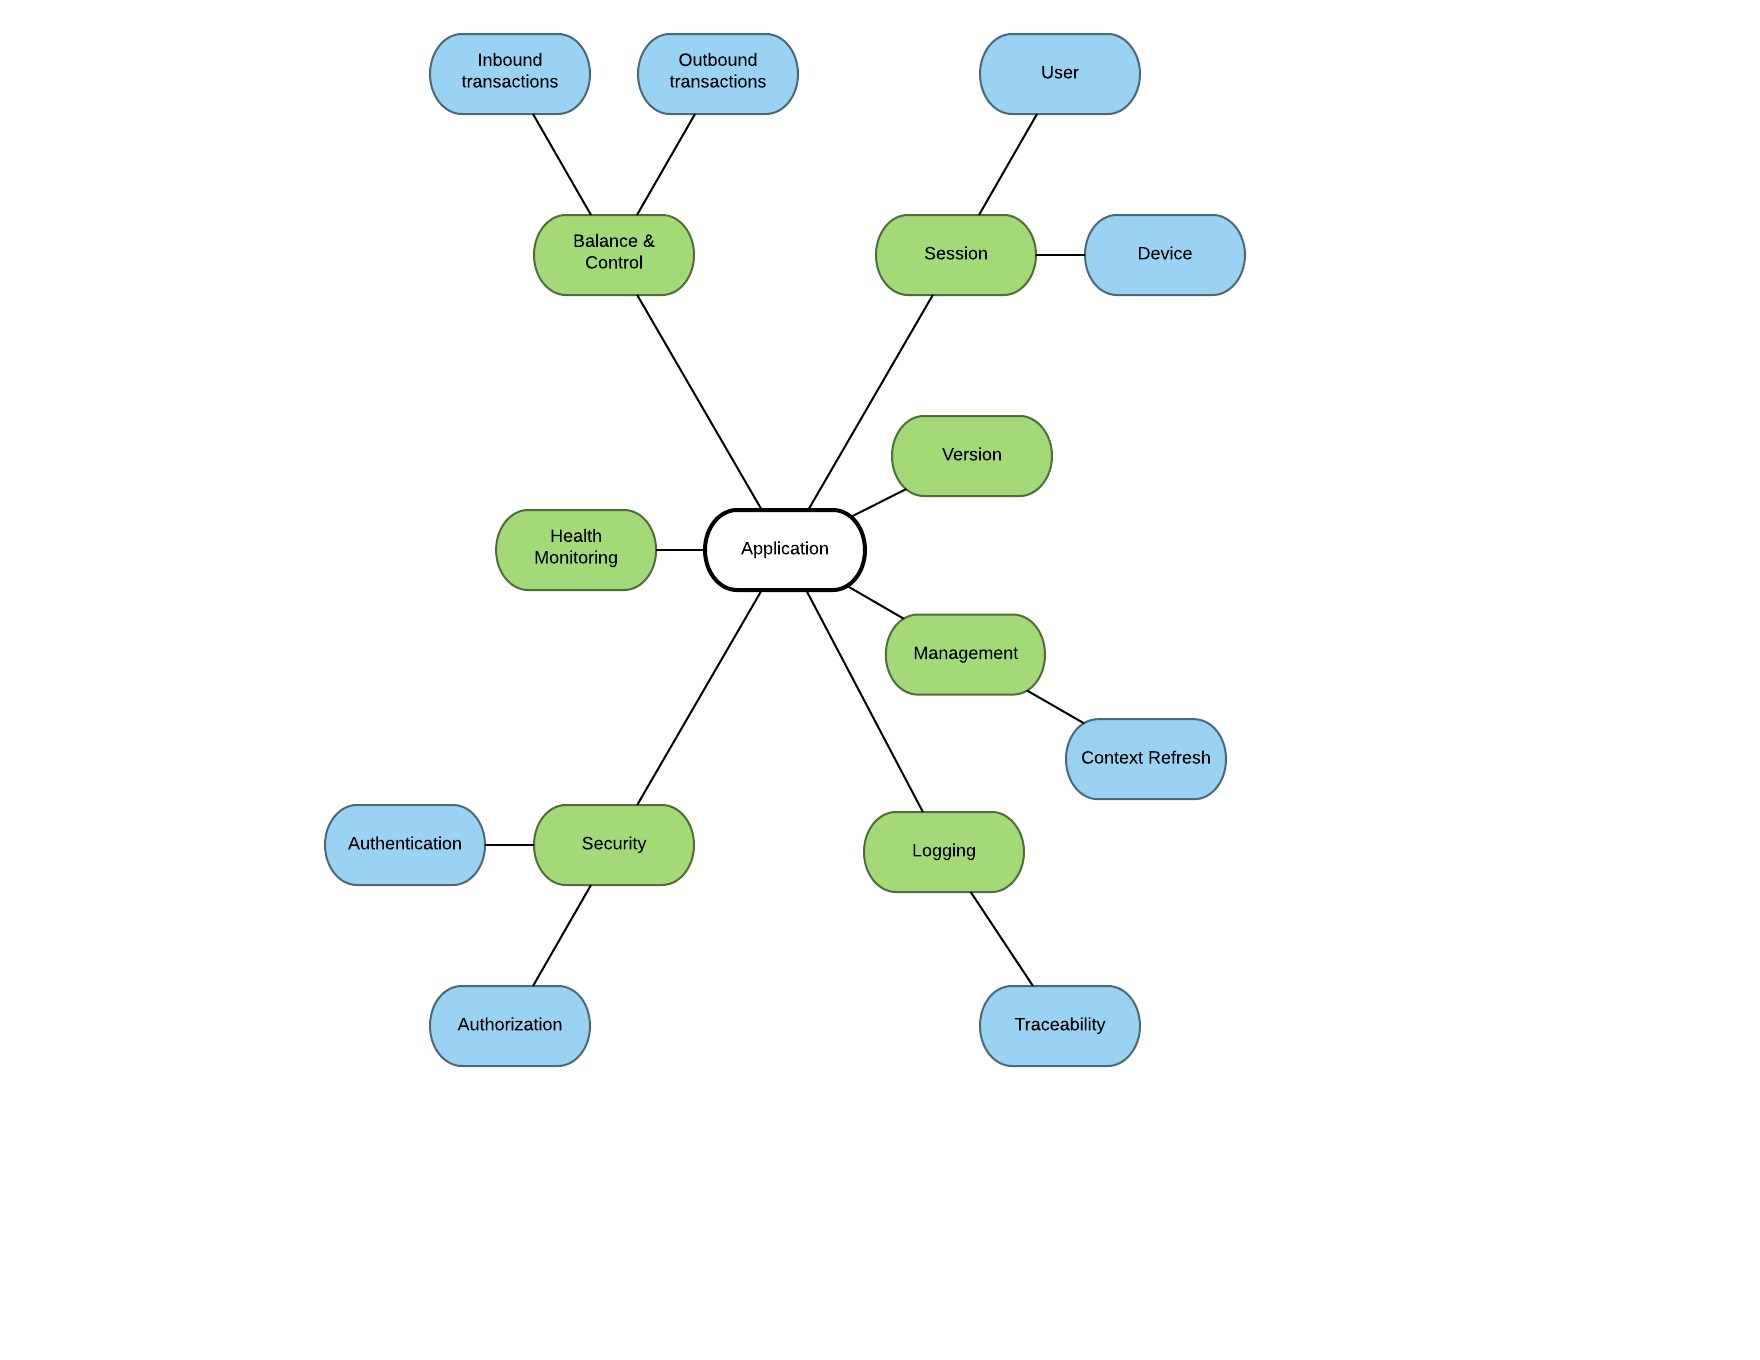 Inbound
transactions
Outbound
transactions
User
Balance &
Control
Session
Device
Version
Health
Monitoring
Application
Management
Context Refresh
Authentication
Security
Logging
Authorization
Traceability